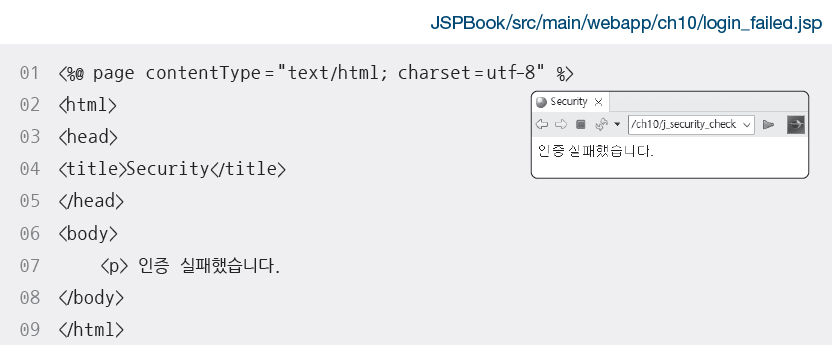 JSPBook/src/main/webapp/ch10/login_failed.jsp
01 <%@ page contentType="text/html; charset=utf-8" %>
02 <html>
03 <head>
04 <title>Security</title>
05 </head>
06 <body>
07 <p> 인증 실패했습니다.
08 </body>
09 </html>
Security
/ch10/j_security_check
인증 실패했습니다.